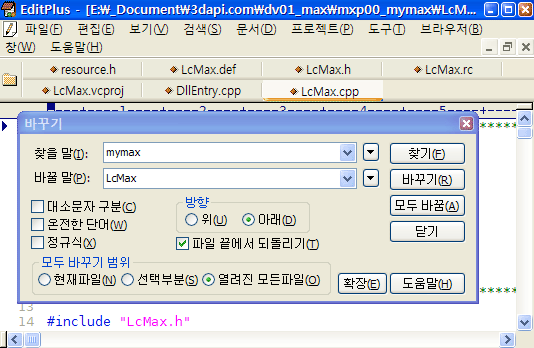 EditPlus - [E:₩_Document₩3dapi.com₩dv01_max₩mxp00_mymax₩LcM...
파일(F) 편집(E) 보기(V) 검색(S) 문서(D) 프로젝트(P) 도구(T) 브라우저(B)
창(W) 도움말(H)
resource.h LcMax.def LcMax.h LcMax.rc
LcMax.vcproj DllEntry.cpp LcMax.cpp
----+----1----+----2----+----3----+----4----+----5----+----
바꾸기
찾을 말(I): mymax 찾기(F)
바꿀 말(P): LcMax 바꾸기(R)
대소문자 구분(C) 방향 모두 바꿈(A)
온전한 단어(W) 위(U) 아래(D) 닫기
정규식(X) 파일 끝에서 되돌리기(T)
모두 바꾸기 범위
현재파일(N) 선택부분(S) 열려진 모든파일(O) 확장(E) 도움말(H)
13
14 #include "LcMax.h"